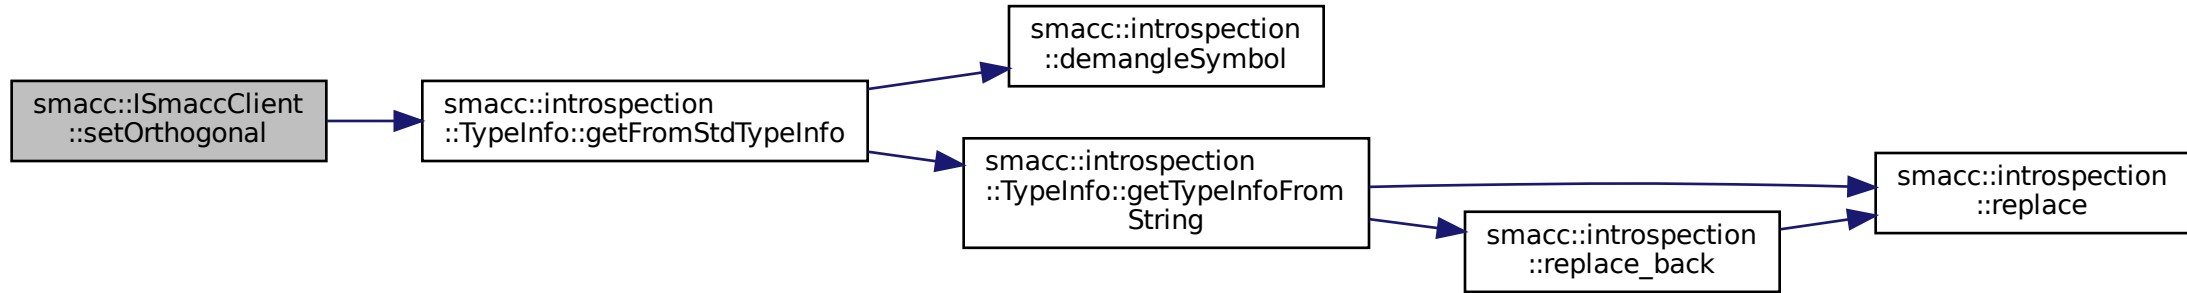 smacc::ISmaccClient
::setOrthogonal
smacc::introspection
::TypeInfo::getFromStdTypeInfo
smacc::introspection
::demangleSymbol
smacc::introspection
::TypeInfo::getTypeInfoFrom
String
smacc::introspection
::replace_back
smacc::introspection
::replace